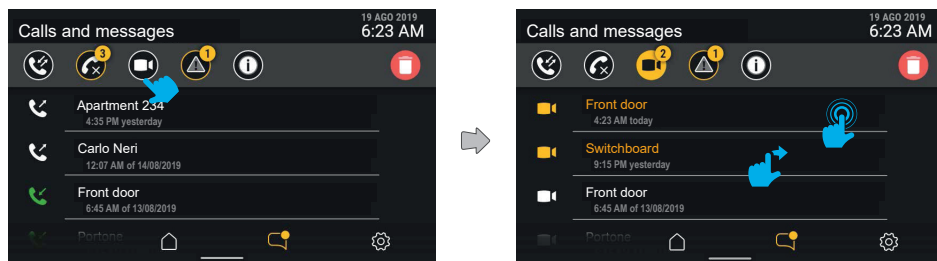 Calls and messages
19 AGO 2019
6:23 AM
3
1
Apartment 234
4:35 PM yesterday
Carlo Neri
12:07 AM of 14/08/2019
Front door
6:45 AM of 13/08/2019
Portone
Calls and messages
19 AGO 2019
6:23 AM
2
1
Front door
4:23 AM today
Switchboard
9:15 PM yesterday
Front door
6:45 AM of 13/08/2019
Portone